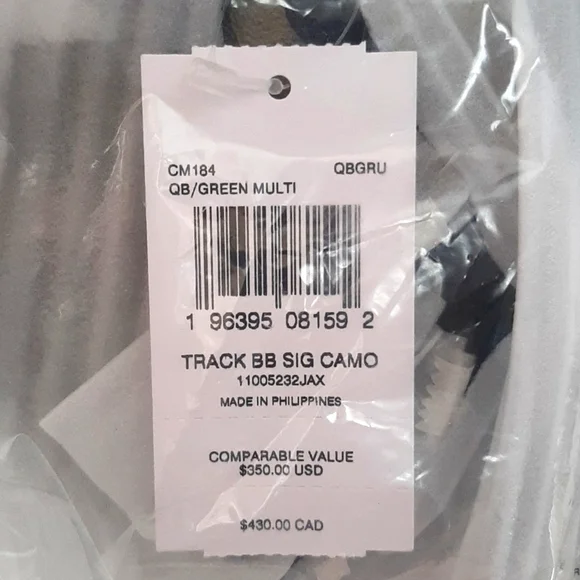 CM184 QBGRU
QB/GREEN MULTI
1 96395 08159 2
TRACK BB SIG CAMO
11005232JAX
MADE IN PHILIPPINES
COMPARABLE VALUE
$350.00 USD
$430.00 CAD